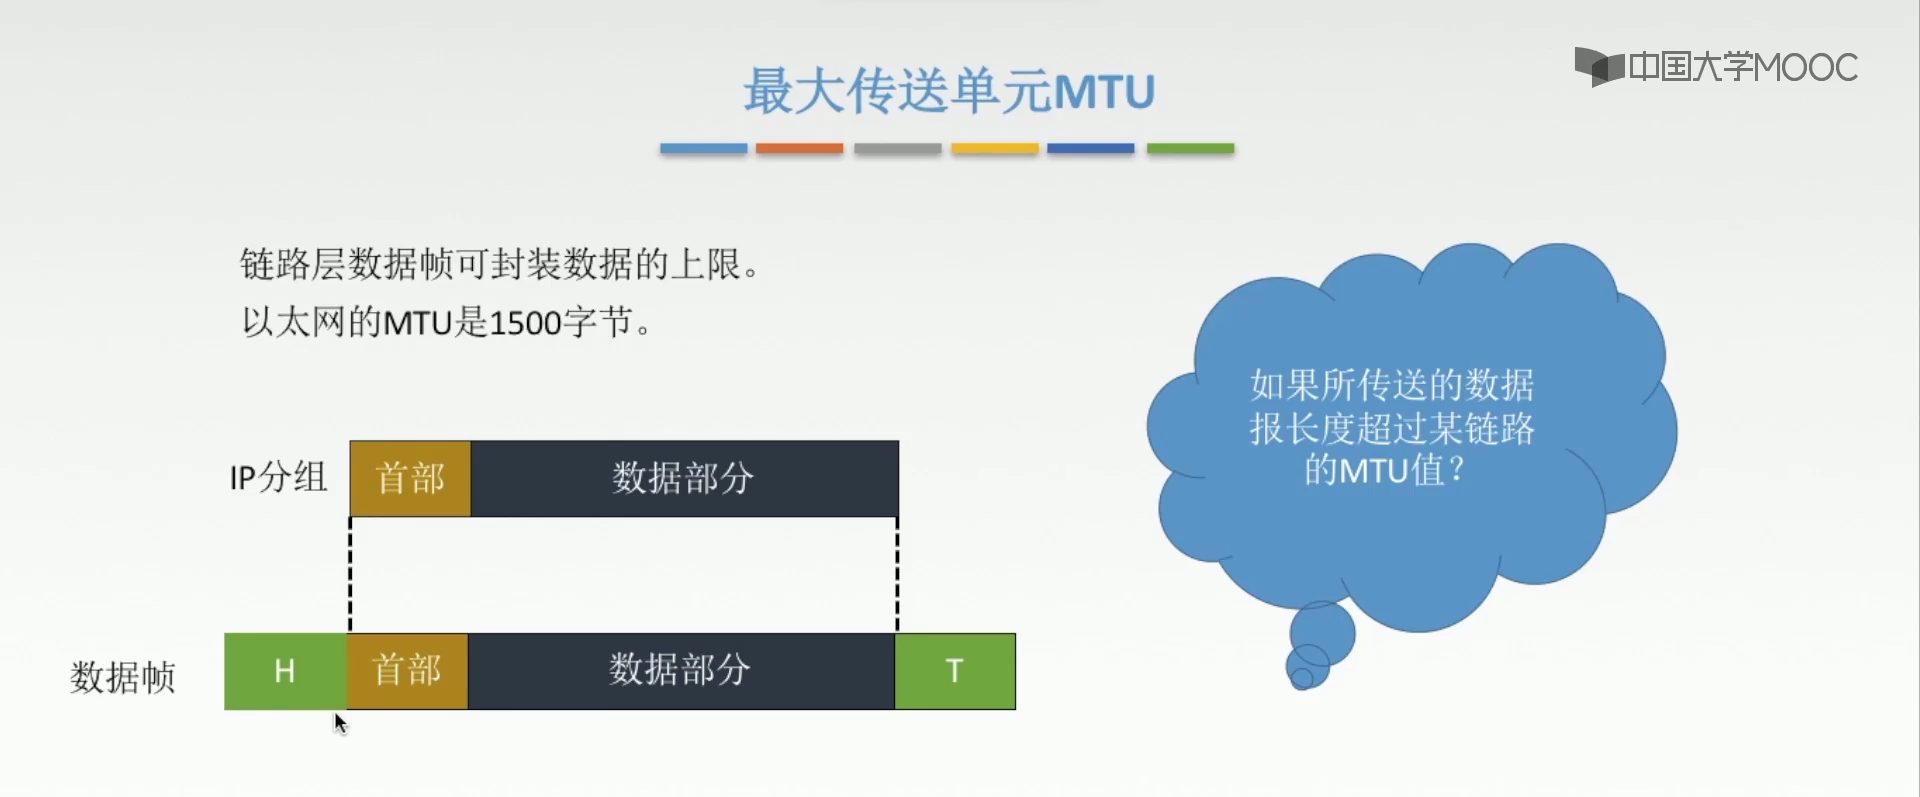 中国大学MOOC
最大传送单元MTU
链路层数据帧可封装数据的上限。
以太网的MTU是1500字节。
如果所传送的数据
报长度超过某链路
的MTU值？
IP分组 首部 数据部分
数据帧 H 首部 数据部分 T